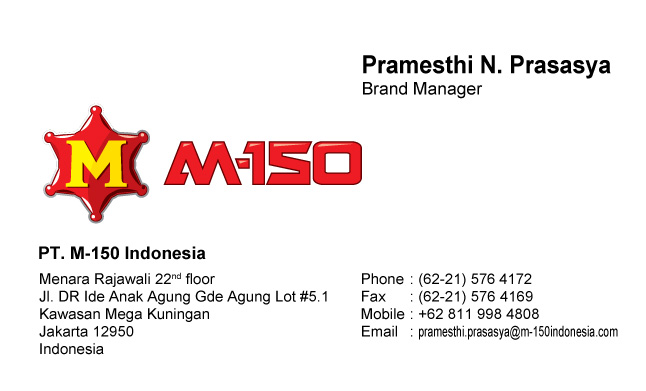 Pramesthi N. Prasasya
Brand Manager
M M-150
PT. M-150 Indonesia
Menara Rajawali 22nd floor
Jl. DR Ide Anak Agung Gde Agung Lot #5.1
Kawasan Mega Kuningan
Jakarta 12950
Indonesia
Phone : (62-21) 576 4172
Fax : (62-21) 576 4169
Mobile : +62 811 998 4808
Email : pramesthi.prasasya@m-150indonesia.com